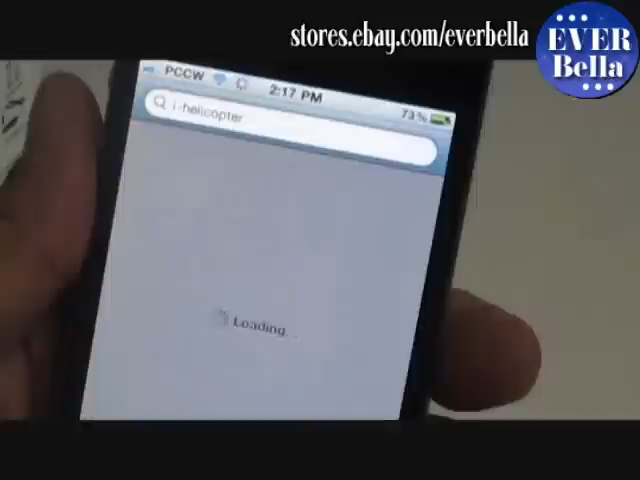 stores.ebay.com/everbella
EVER
Bella
PCCW 2:17 PM 73%
i-helicopter
Loading...